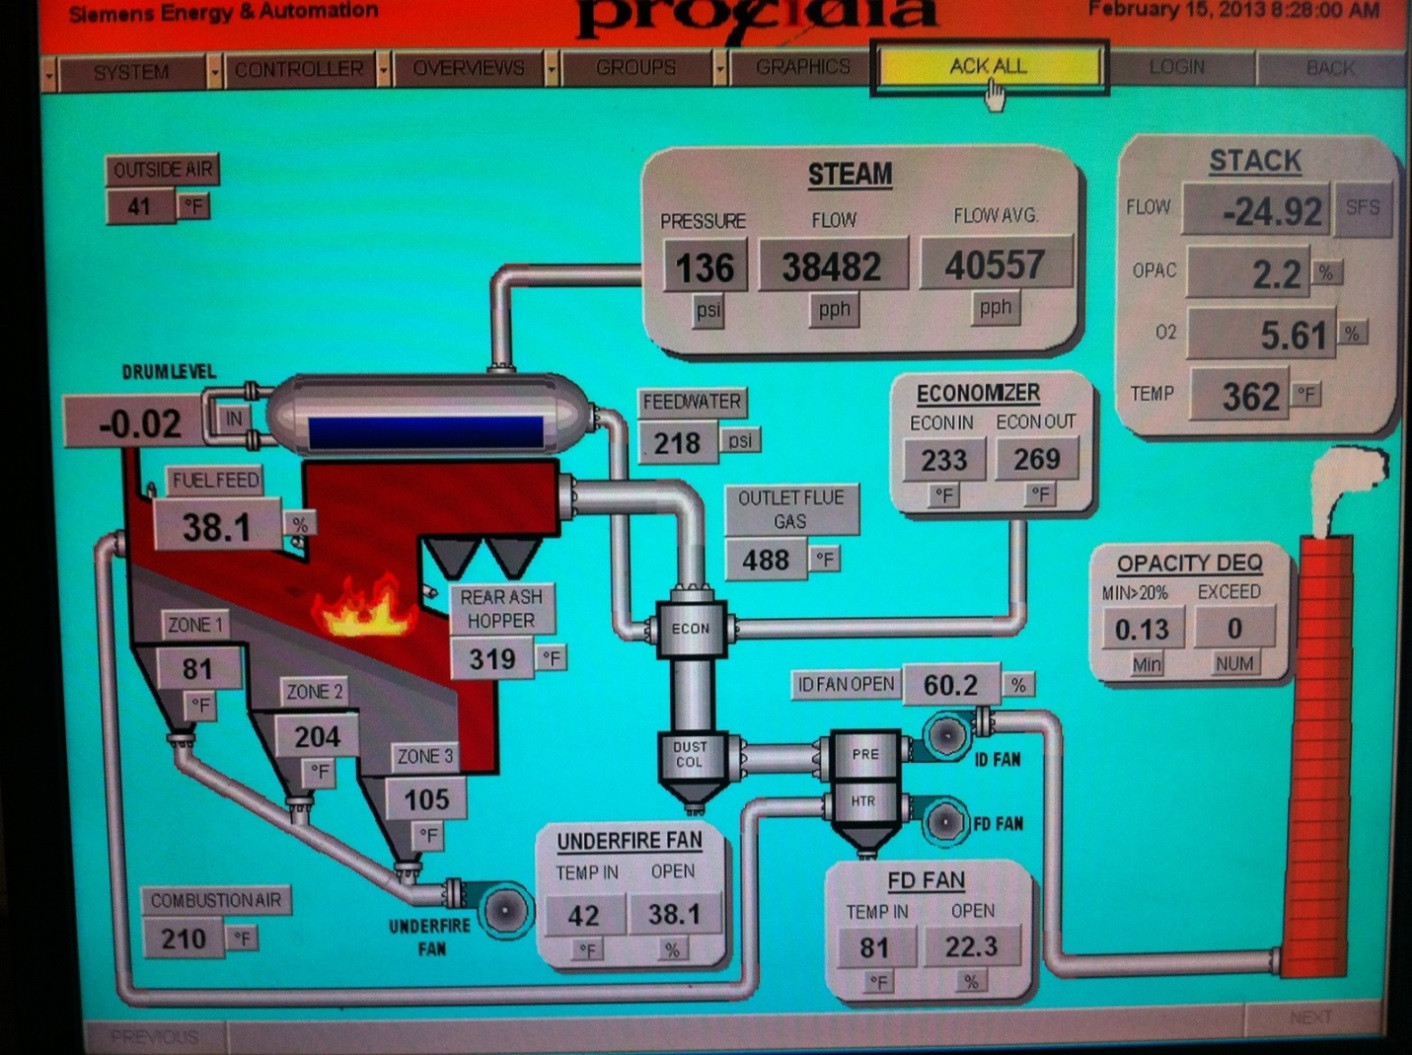 Siemens Energy & Automation
procidia
February 15, 2013 8:28:00 AM
SYSTEM
CONTROLLER
OVERVIEWS
GROUPS
GRAPHICS
ACK ALL
LOGIN
BACK
OUTSIDE AIR
41 °F
STEAM
PRESSURE FLOW FLOW AVG.
136 38482 40557
psi pph pph
STACK
FLOW -24.92 SFS
OPAC 2.2 %
O2 5.61 %
TEMP 362 °F
DRUM LEVEL
-0.02 IN
FEEDWATER
218 psi
ECONOMIZER
ECON IN ECON OUT
233 269
°F °F
FUEL FEED
38.1 %
OUTLET FLUE
GAS
488 °F
OPACITY DEQ
MIN>20% EXCEED
0.13 0
Min NUM
REAR ASH
HOPPER
319 °F
ECON
ZONE 1
81
°F
ZONE 2
204
°F
ZONE 3
105
°F
ID FAN OPEN 60.2 %
DUST
COL
PRE
HTR
ID FAN
FD FAN
UNDERFIRE FAN
TEMP IN OPEN
42 38.1
°F %
FD FAN
TEMP IN OPEN
81 22.3
°F %
COMBUSTION AIR
210 °F
UNDERFIRE
FAN
PREVIOUS
NEXT